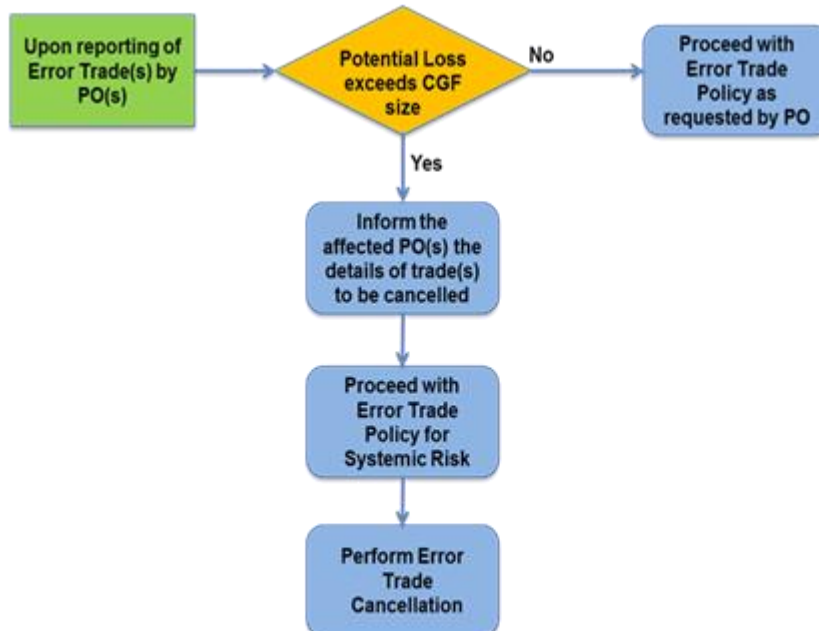 Upon reporting of
Error Trade(s) by
PO(s)
Potential Loss
exceeds CGF
size
No
Proceed with
Error Trade
Policy as
requested by PO
Yes
Inform the
affected PO(s) the
details of trade(s)
to be cancelled
Proceed with
Error Trade
Policy for
Systemic Risk
Perform Error
Trade
Cancellation